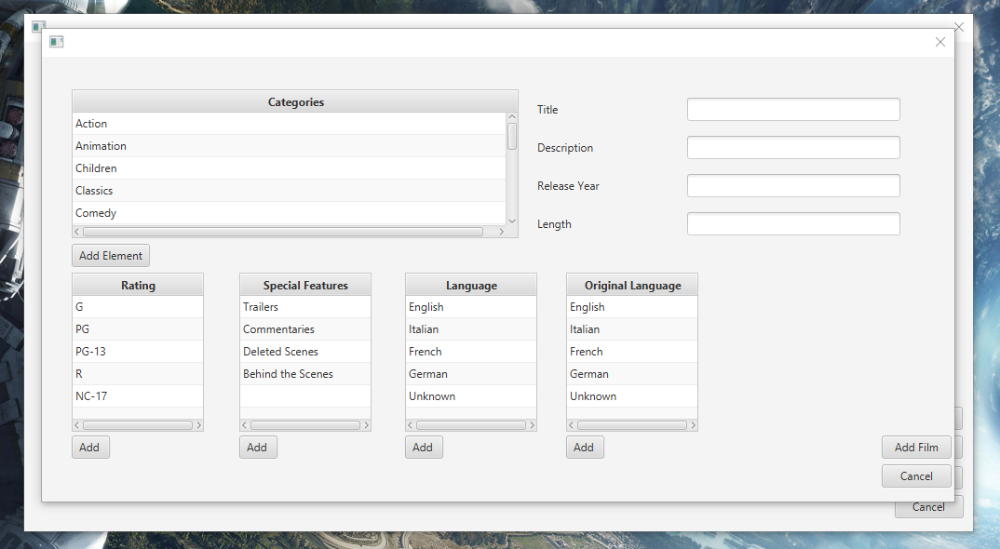 Categories
Action
Animation
Children
Classics
Comedy
Add Element
Title
Description
Release Year
Length
Rating
G
PG
PG-13
R
NC-17
Add
Special Features
Trailers
Commentaries
Deleted Scenes
Behind the Scenes
Add
Language
English
Italian
French
German
Unknown
Add
Original Language
English
Italian
French
German
Unknown
Add
Add Film
Cancel
Cancel